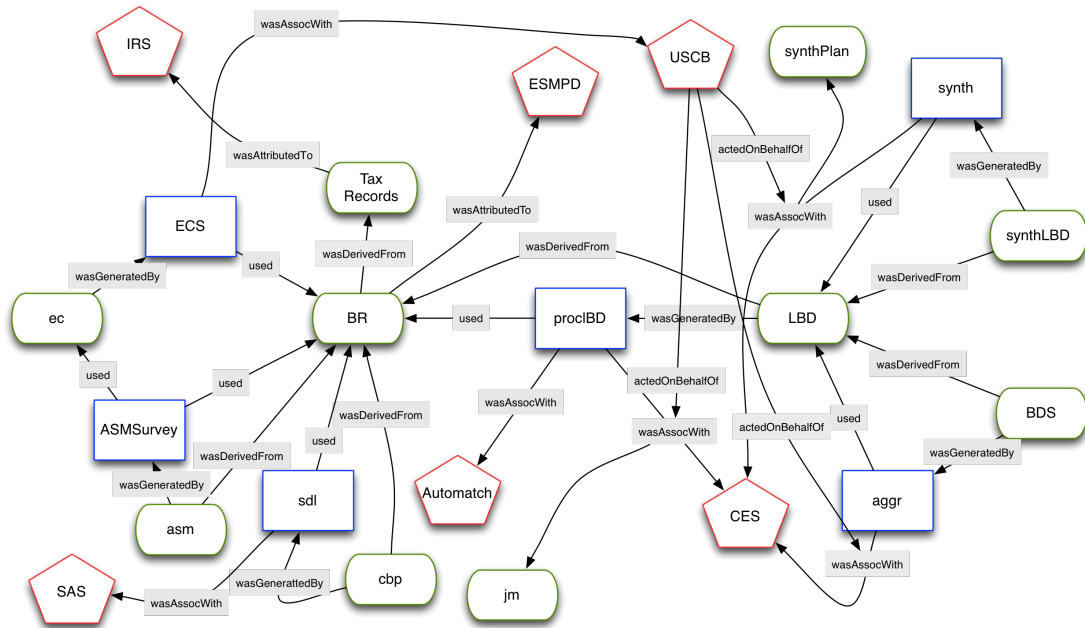 wasAssocWith
IRS
USCB
synthPlan
ESMPD
synth
wasAttributedTo
actedOnBehalfOf
wasGeneratedBy
Tax
Records
used
wasAttributedTo
wasAssocWith
ECS
synthLBD
wasDerivedFrom
wasDerivedFrom
used
wasGeneratedBy
wasDerivedFrom
ec
BR
used
proclBD
wasGeneratedBy
LBD
wasDerivedFrom
used
used
actedOnBehalfOf
wasAssocWith
wasDerivedFrom
BDS
used
ASMSurvey
used
wasAssocWith
actedOnBehalfOf
wasDerivedFrom
wasGeneratedBy
wasGeneratedBy
Automatch
sdl
aggr
CES
asm
wasAssocWith
wasGenerattedBy
cbp
SAS
wasAssocWith
jm